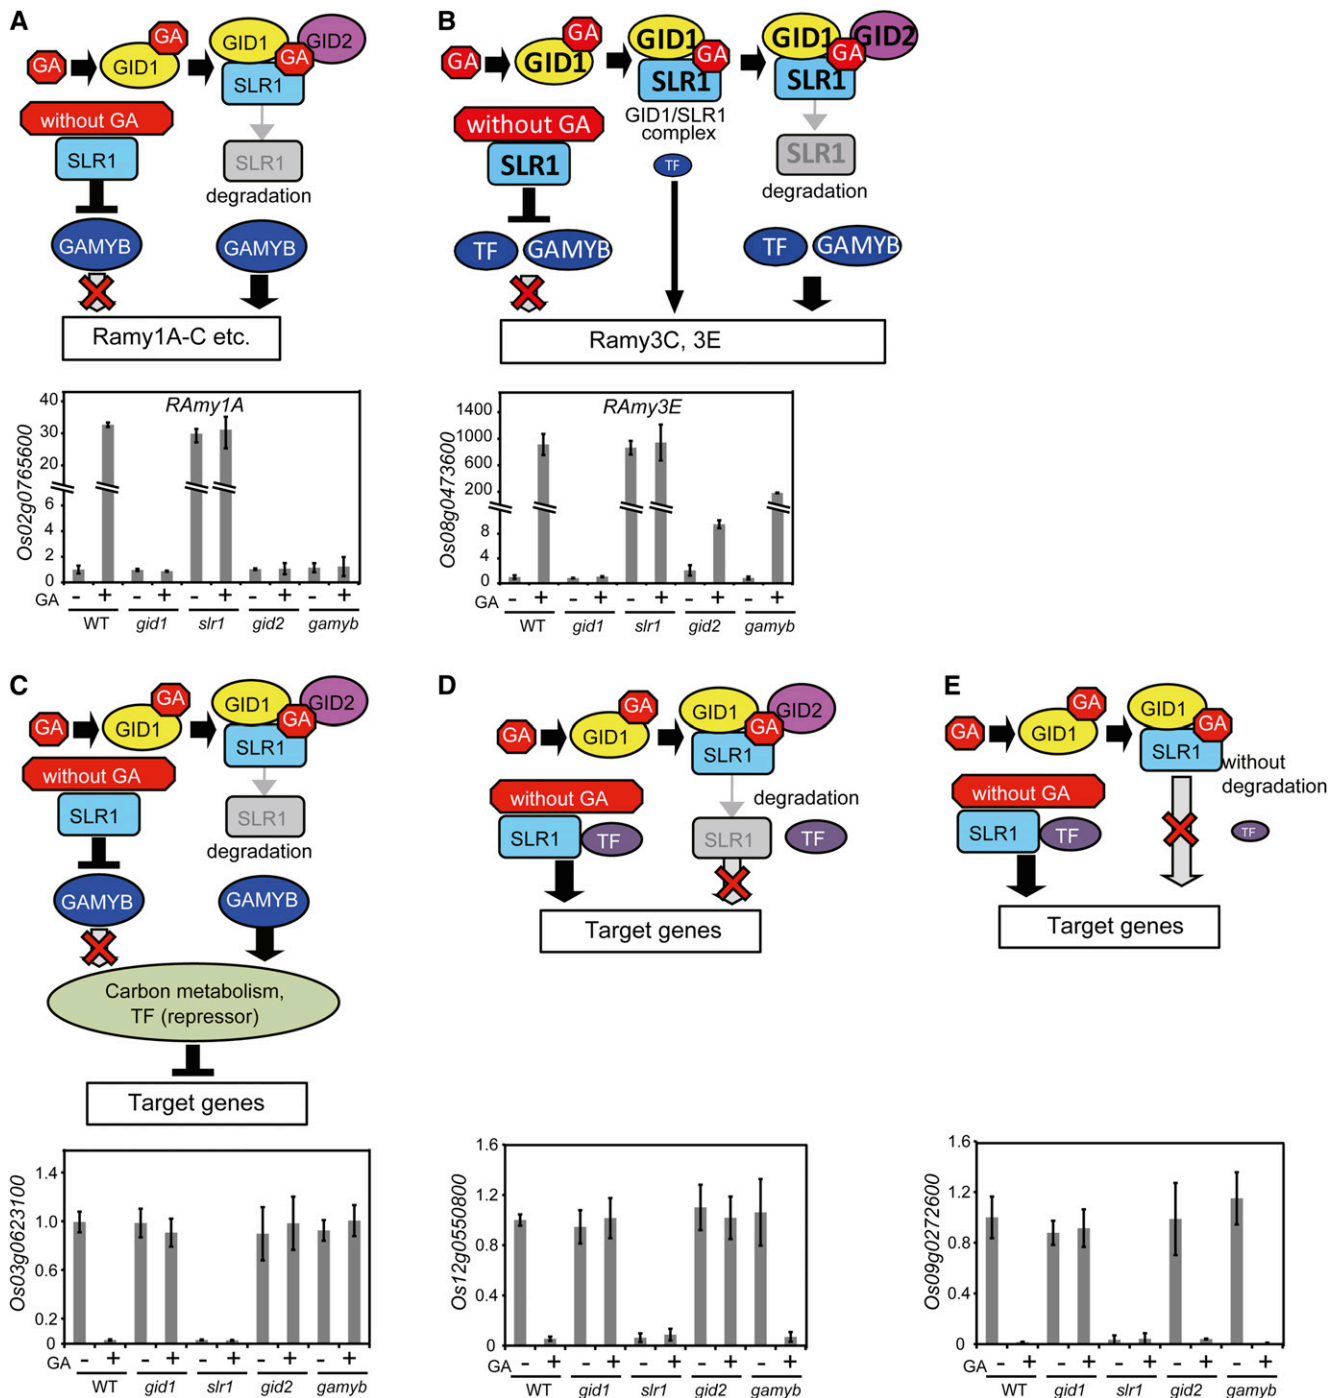 A
GA
GID1
GA
GID1
GID2
GA
SLR1
without GA
SLR1
SLR1
degradation
GAMYB
GAMYB
Ramy1A-C etc.
RAmy1A
Os02g0765600
40
30
20
6
4
2
0
GA - + - + - + - + - +
WT gid1 slr1 gid2 gamyb
B
GA
GID1
GA
GID1
GA
SLR1
GID1/SLR1
complex
TF
GID1
GID2
GA
SLR1
without GA
SLR1
SLR1
degradation
TF
GAMYB
TF
GAMYB
Ramy3C, 3E
RAmy3E
Os08g0473600
1400
1000
600
200
8
4
0
GA - + - + - + - + - +
WT gid1 slr1 gid2 gamyb
C
GA
GID1
GA
GID1
GID2
GA
SLR1
without GA
SLR1
SLR1
degradation
GAMYB
GAMYB
Carbon metabolism,
TF (repressor)
Target genes
Os03g0623100
1.4
1.0
0.6
0.2
0
GA - + - + - + - + - +
WT gid1 slr1 gid2 gamyb
D
GA
GID1
GA
GID1
GID2
GA
SLR1
without GA
degradation
SLR1
TF
SLR1
TF
Target genes
Os12g0550800
1.6
1.2
0.8
0.4
0
GA - + - + - + - + - +
WT gid1 slr1 gid2 gamyb
E
GA
GID1
GA
GID1
GA
SLR1
without
degradation
without GA
SLR1
TF
TF
Target genes
Os09g0272600
1.6
1.2
0.8
0.4
0
GA - + - + - + - + - +
WT gid1 slr1 gid2 gamyb